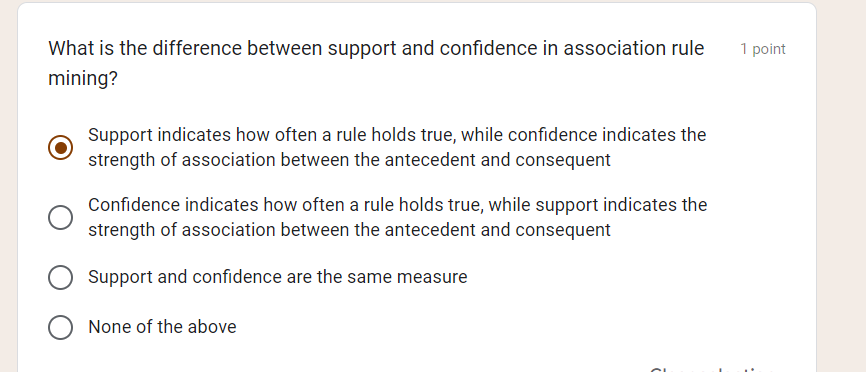 What is the difference between support and confidence in association rule
1 point
mining?
Support indicates how often a rule holds true, while confidence indicates the
strength of association between the antecedent and consequent
Confidence indicates how often a rule holds true, while support indicates the
strength of association between the antecedent and consequent
Support and confidence are the same measure
None of the above